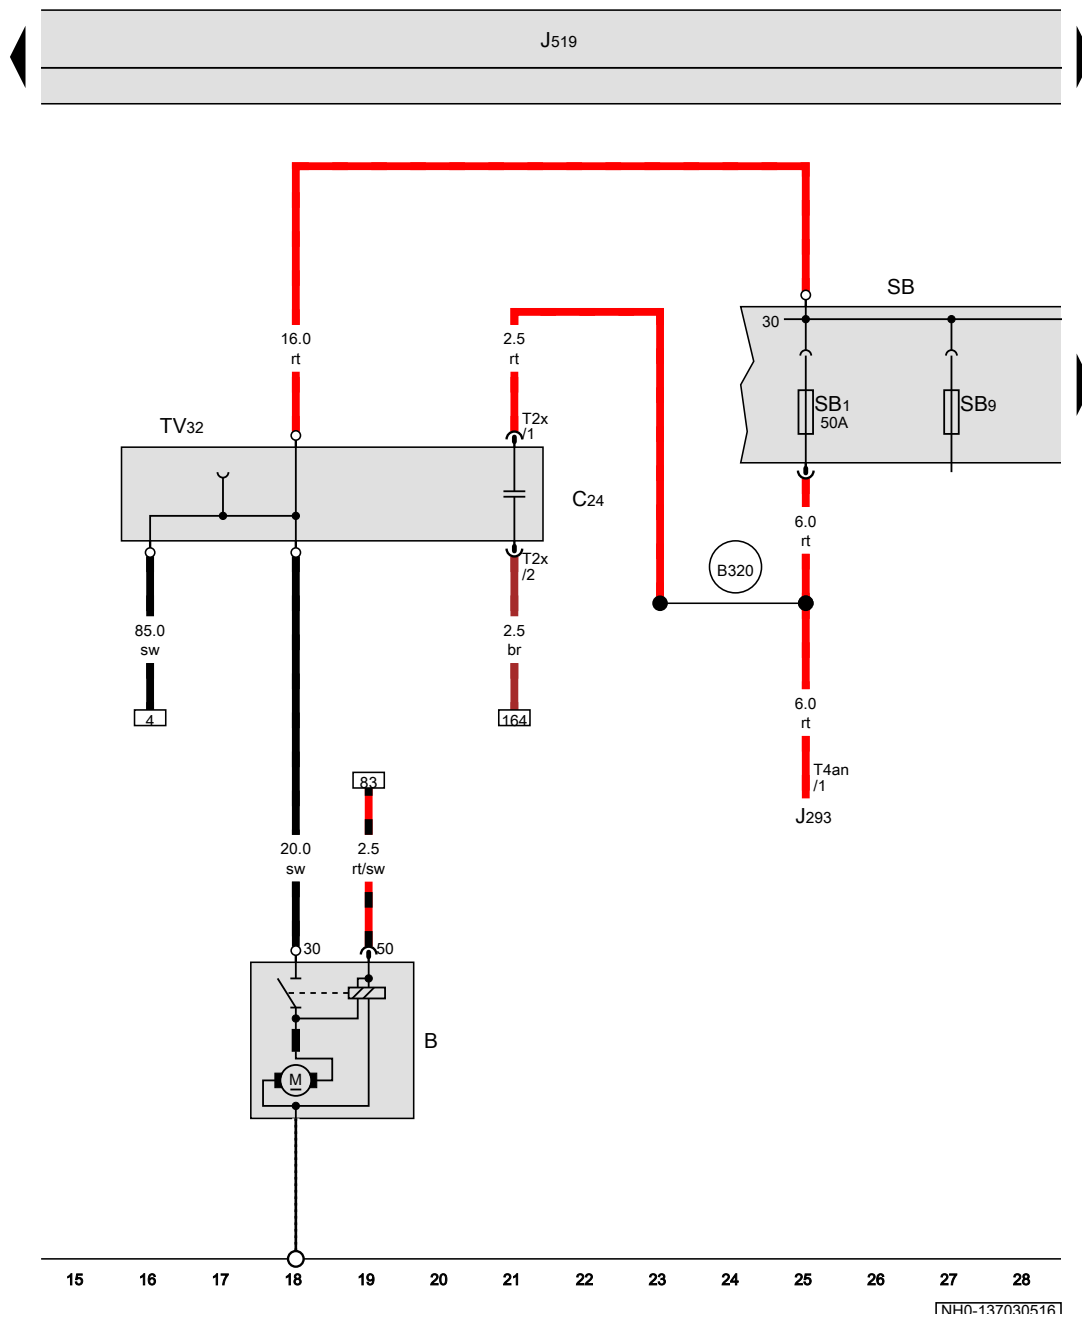 J519
SB
30
16.0
rt
2.5
rt
SB1
50A
SB9
TV32
T2x
/1
C24
6.0
rt
T2x
/2
B320
85.0
sw
2.5
br
6.0
rt
4
164
83
T4an
/1
J293
20.0
sw
2.5
rt/sw
30
50
B
M
15 16 17 18 19 20 21 22 23 24 25 26 27 28
NH0-137030516